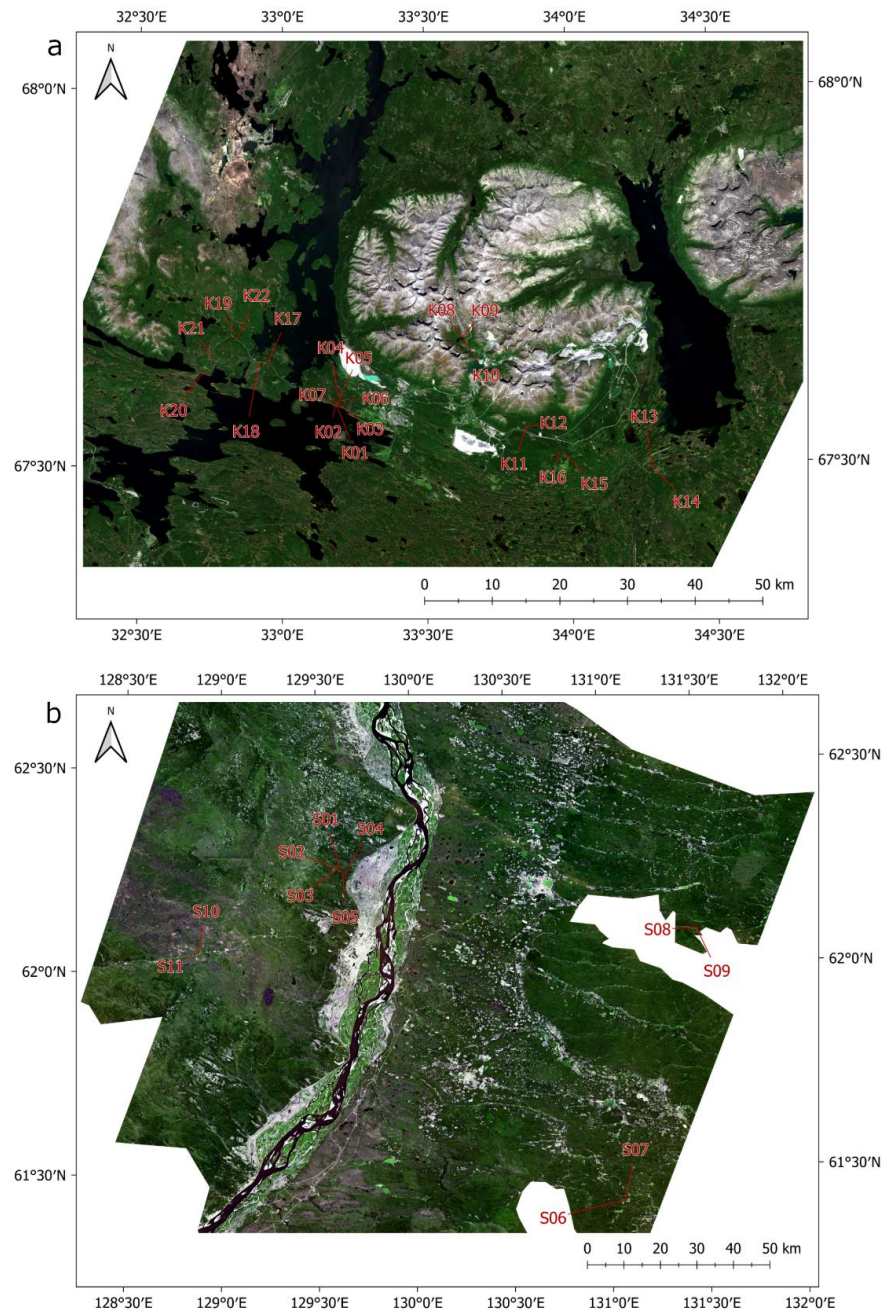 32°30′E 33°0′E 33°30′E 34°0′E 34°30′E
a
N
68°0′N 68°0′N
K19 K22
K08 K09
K17
K21 K04
K05
K10
K20 K07 K06
K18 K02 K03
K01
K12 K13
K11
K16 K15
K14
67°30′N 67°30′N
0 10 20 30 40 50 km
32°30′E 33°0′E 33°30′E 34°0′E 34°30′E
128°30′E 129°0′E 129°30′E 130°0′E 130°30′E 131°0′E 131°30′E 132°0′E
b
N
62°30′N 62°30′N
S01 S04
S02
S03
S05
S10
S08
S11 S09
62°0′N 62°0′N
S07
61°30′N 61°30′N
S06
0 10 20 30 40 50 km
128°30′E 129°0′E 129°30′E 130°0′E 130°30′E 131°0′E 131°30′E 132°0′E